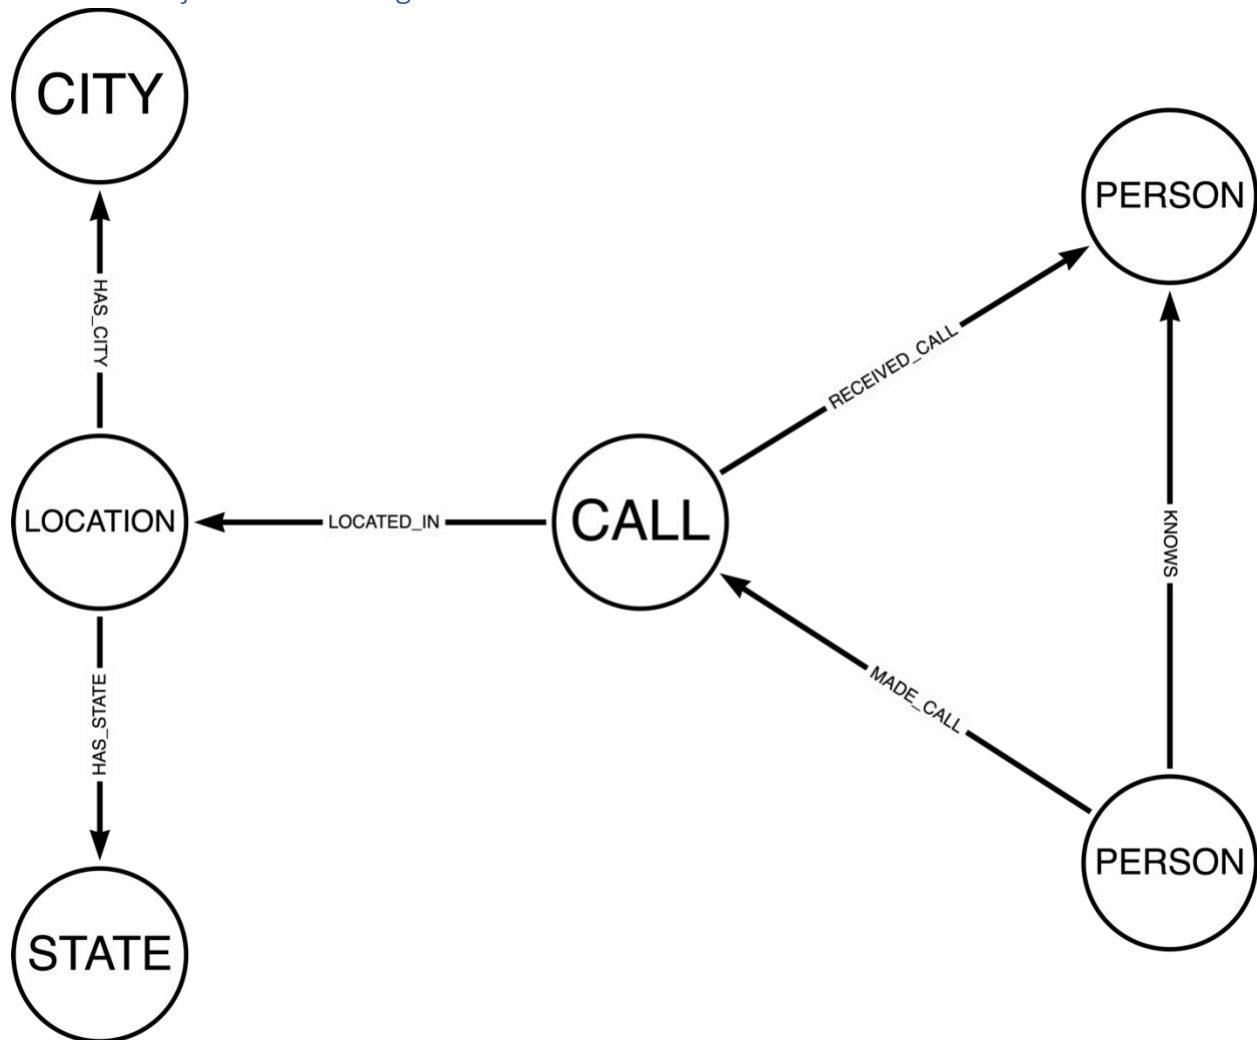 CITY
PERSON
HAS_CITY
RECEIVED_CALL
LOCATION
LOCATED_IN
CALL
KNOWS
HAS_STATE
MADE_CALL
PERSON
STATE